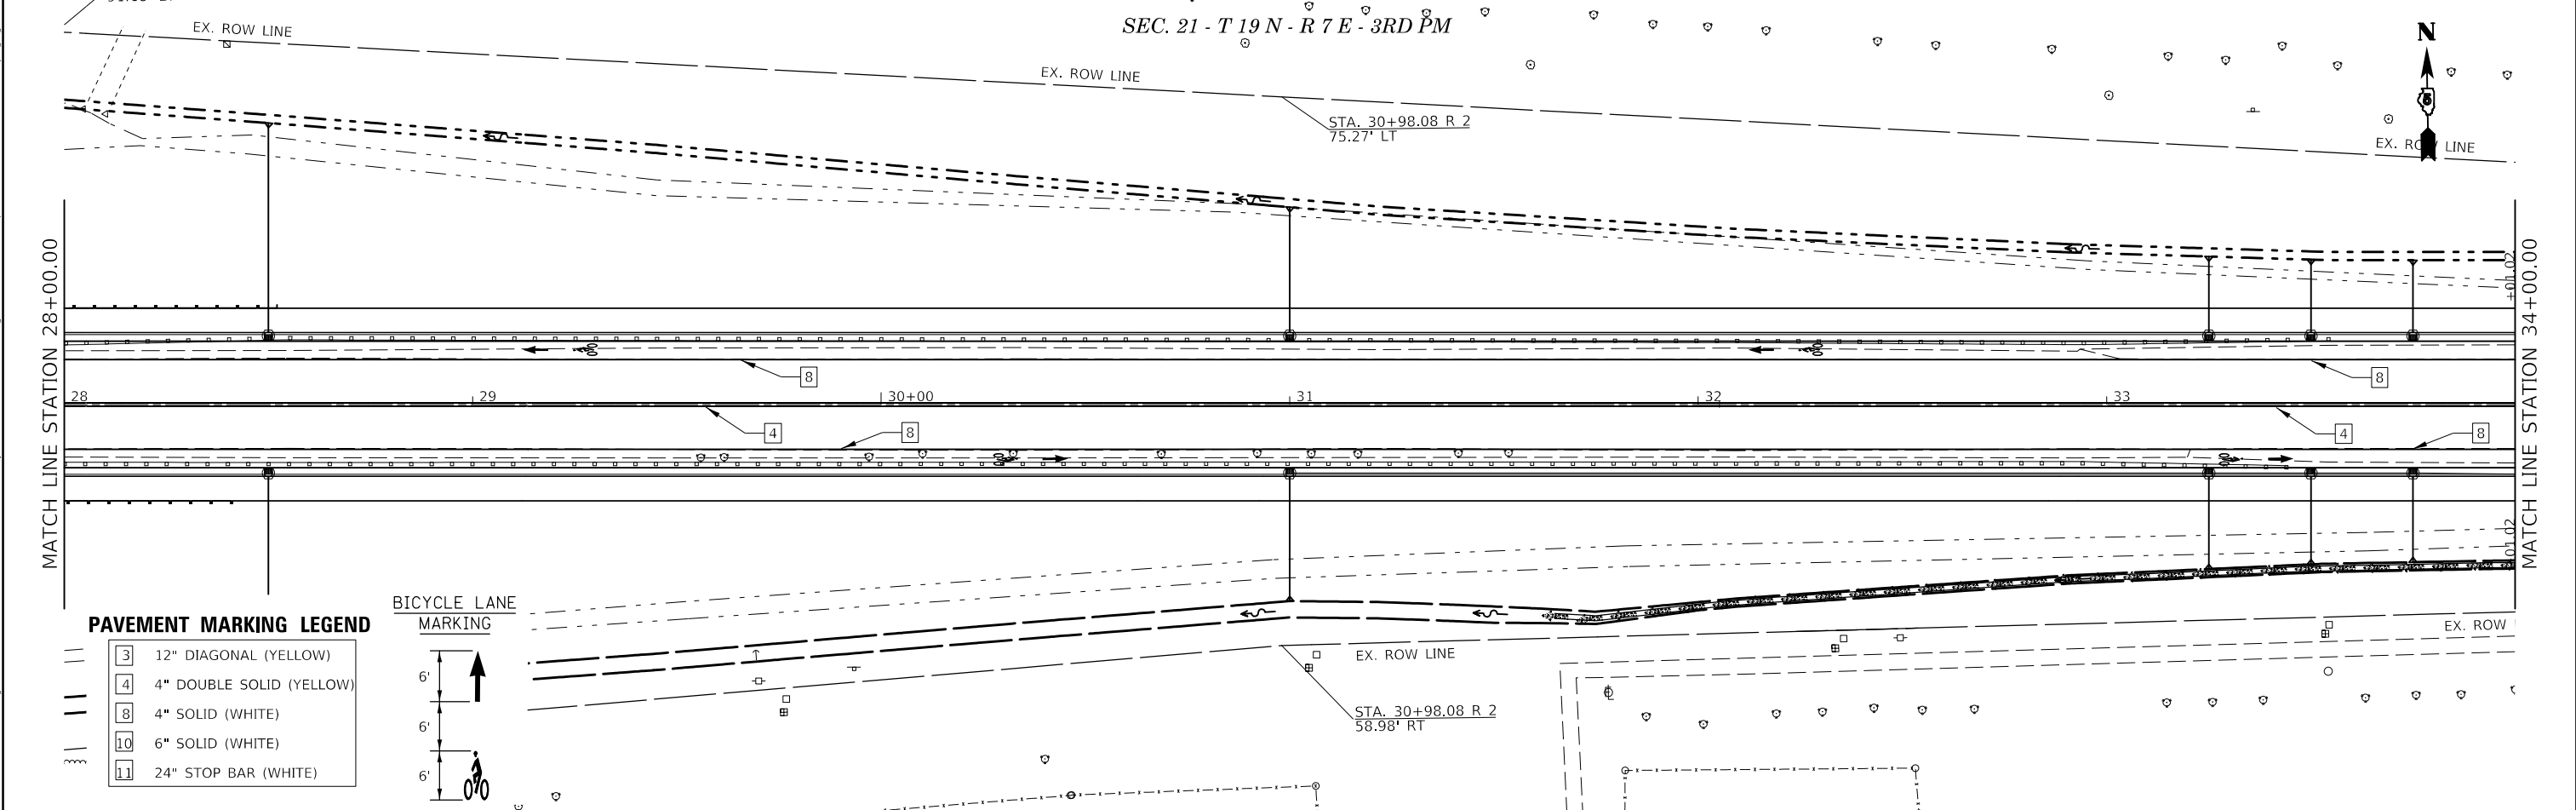 SEC. 21 - T 19 N - R 7 E - 3RD PM
EX. ROW LINE
EX. ROW LINE
N
STA. 30+98.08 R 2
75.27' LT
EX. ROW LINE
MATCH LINE STATION 28+00.00
MATCH LINE STATION 34+00.00
+01.02
8
8
28
29
30+00
31
32
33
4
8
4
8
01.02
BICYCLE LANE
MARKING
6'
6'
6'
PAVEMENT MARKING LEGEND
3 12" DIAGONAL (YELLOW)
4 4" DOUBLE SOLID (YELLOW)
8 4" SOLID (WHITE)
10 6" SOLID (WHITE)
11 24" STOP BAR (WHITE)
EX. ROW LINE
EX. ROW
STA. 30+98.08 R 2
58.98' RT